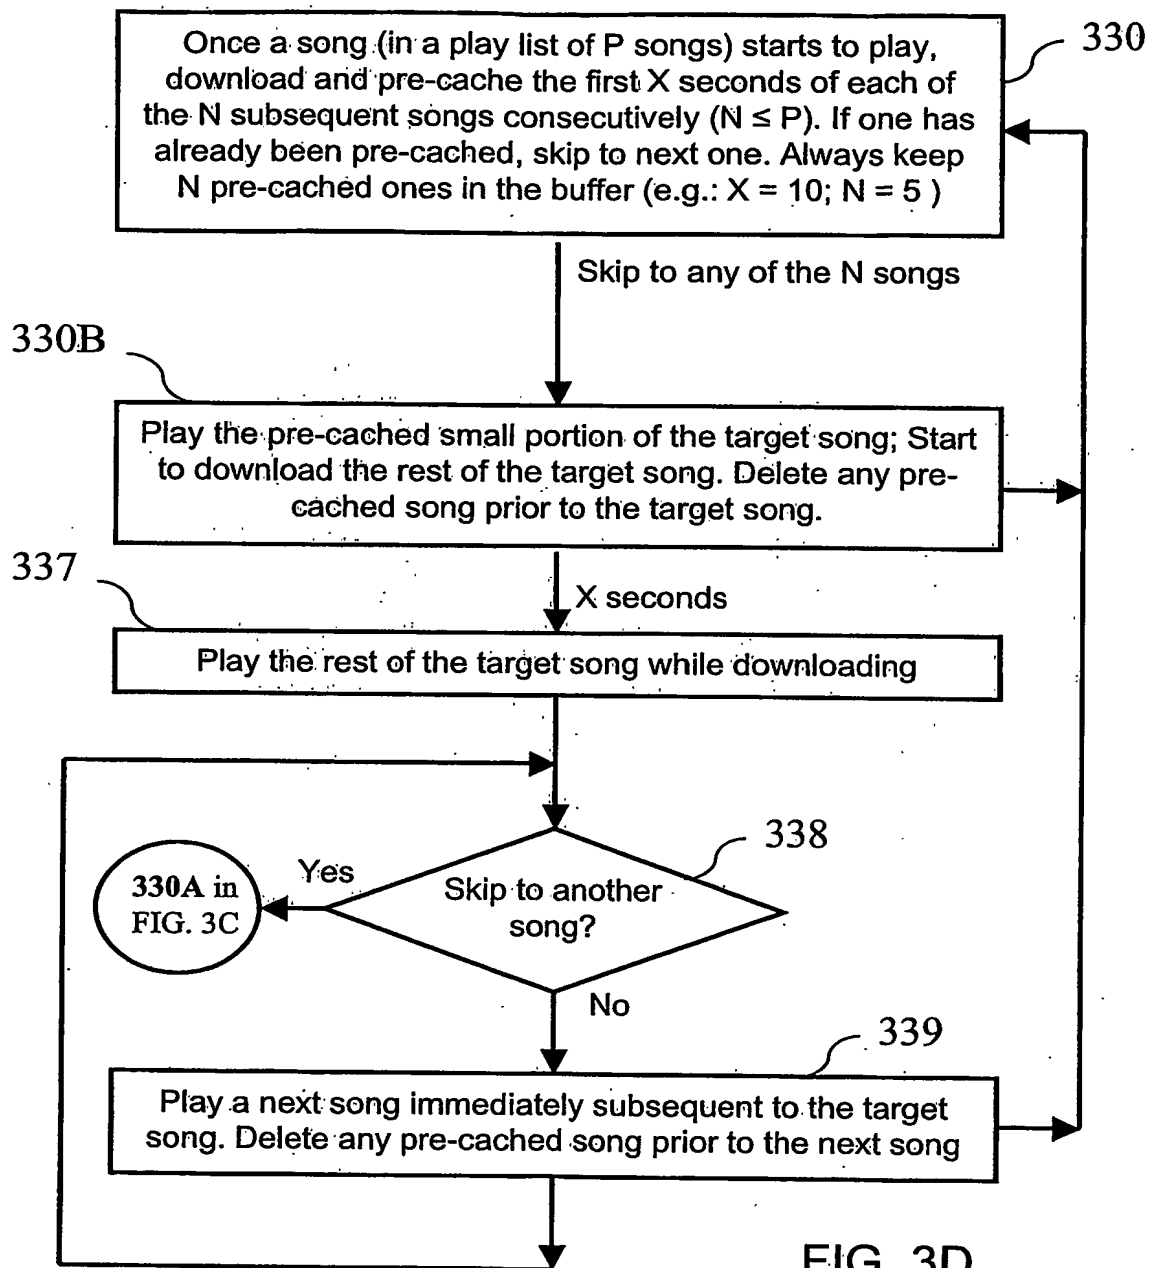 Once a song (in a play list of P songs) starts to play,
download and pre-cache the first X seconds of each of
the N subsequent songs consecutively (N ≤ P). If one has
already been pre-cached, skip to next one. Always keep
N pre-cached ones in the buffer (e.g.: X = 10; N = 5 )
330
Skip to any of the N songs
330B
Play the pre-cached small portion of the target song; Start
to download the rest of the target song. Delete any pre-
cached song prior to the target song.
337
X seconds
Play the rest of the target song while downloading
338
Yes
330A in
FIG. 3C
Skip to another
song?
No
339
Play a next song immediately subsequent to the target
song. Delete any pre-cached song prior to the next song
FIG. 3D